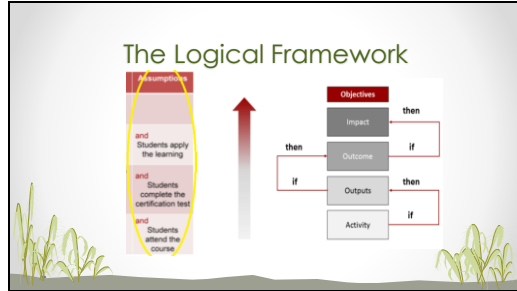 The Logical Framework
Assumptions
and
Students apply
the learning
and
Students
complete the
certification test
and
Students
attend the
course
Objectives
Impact
then
if
Outcome
then
if
Outputs
then
if
Activity